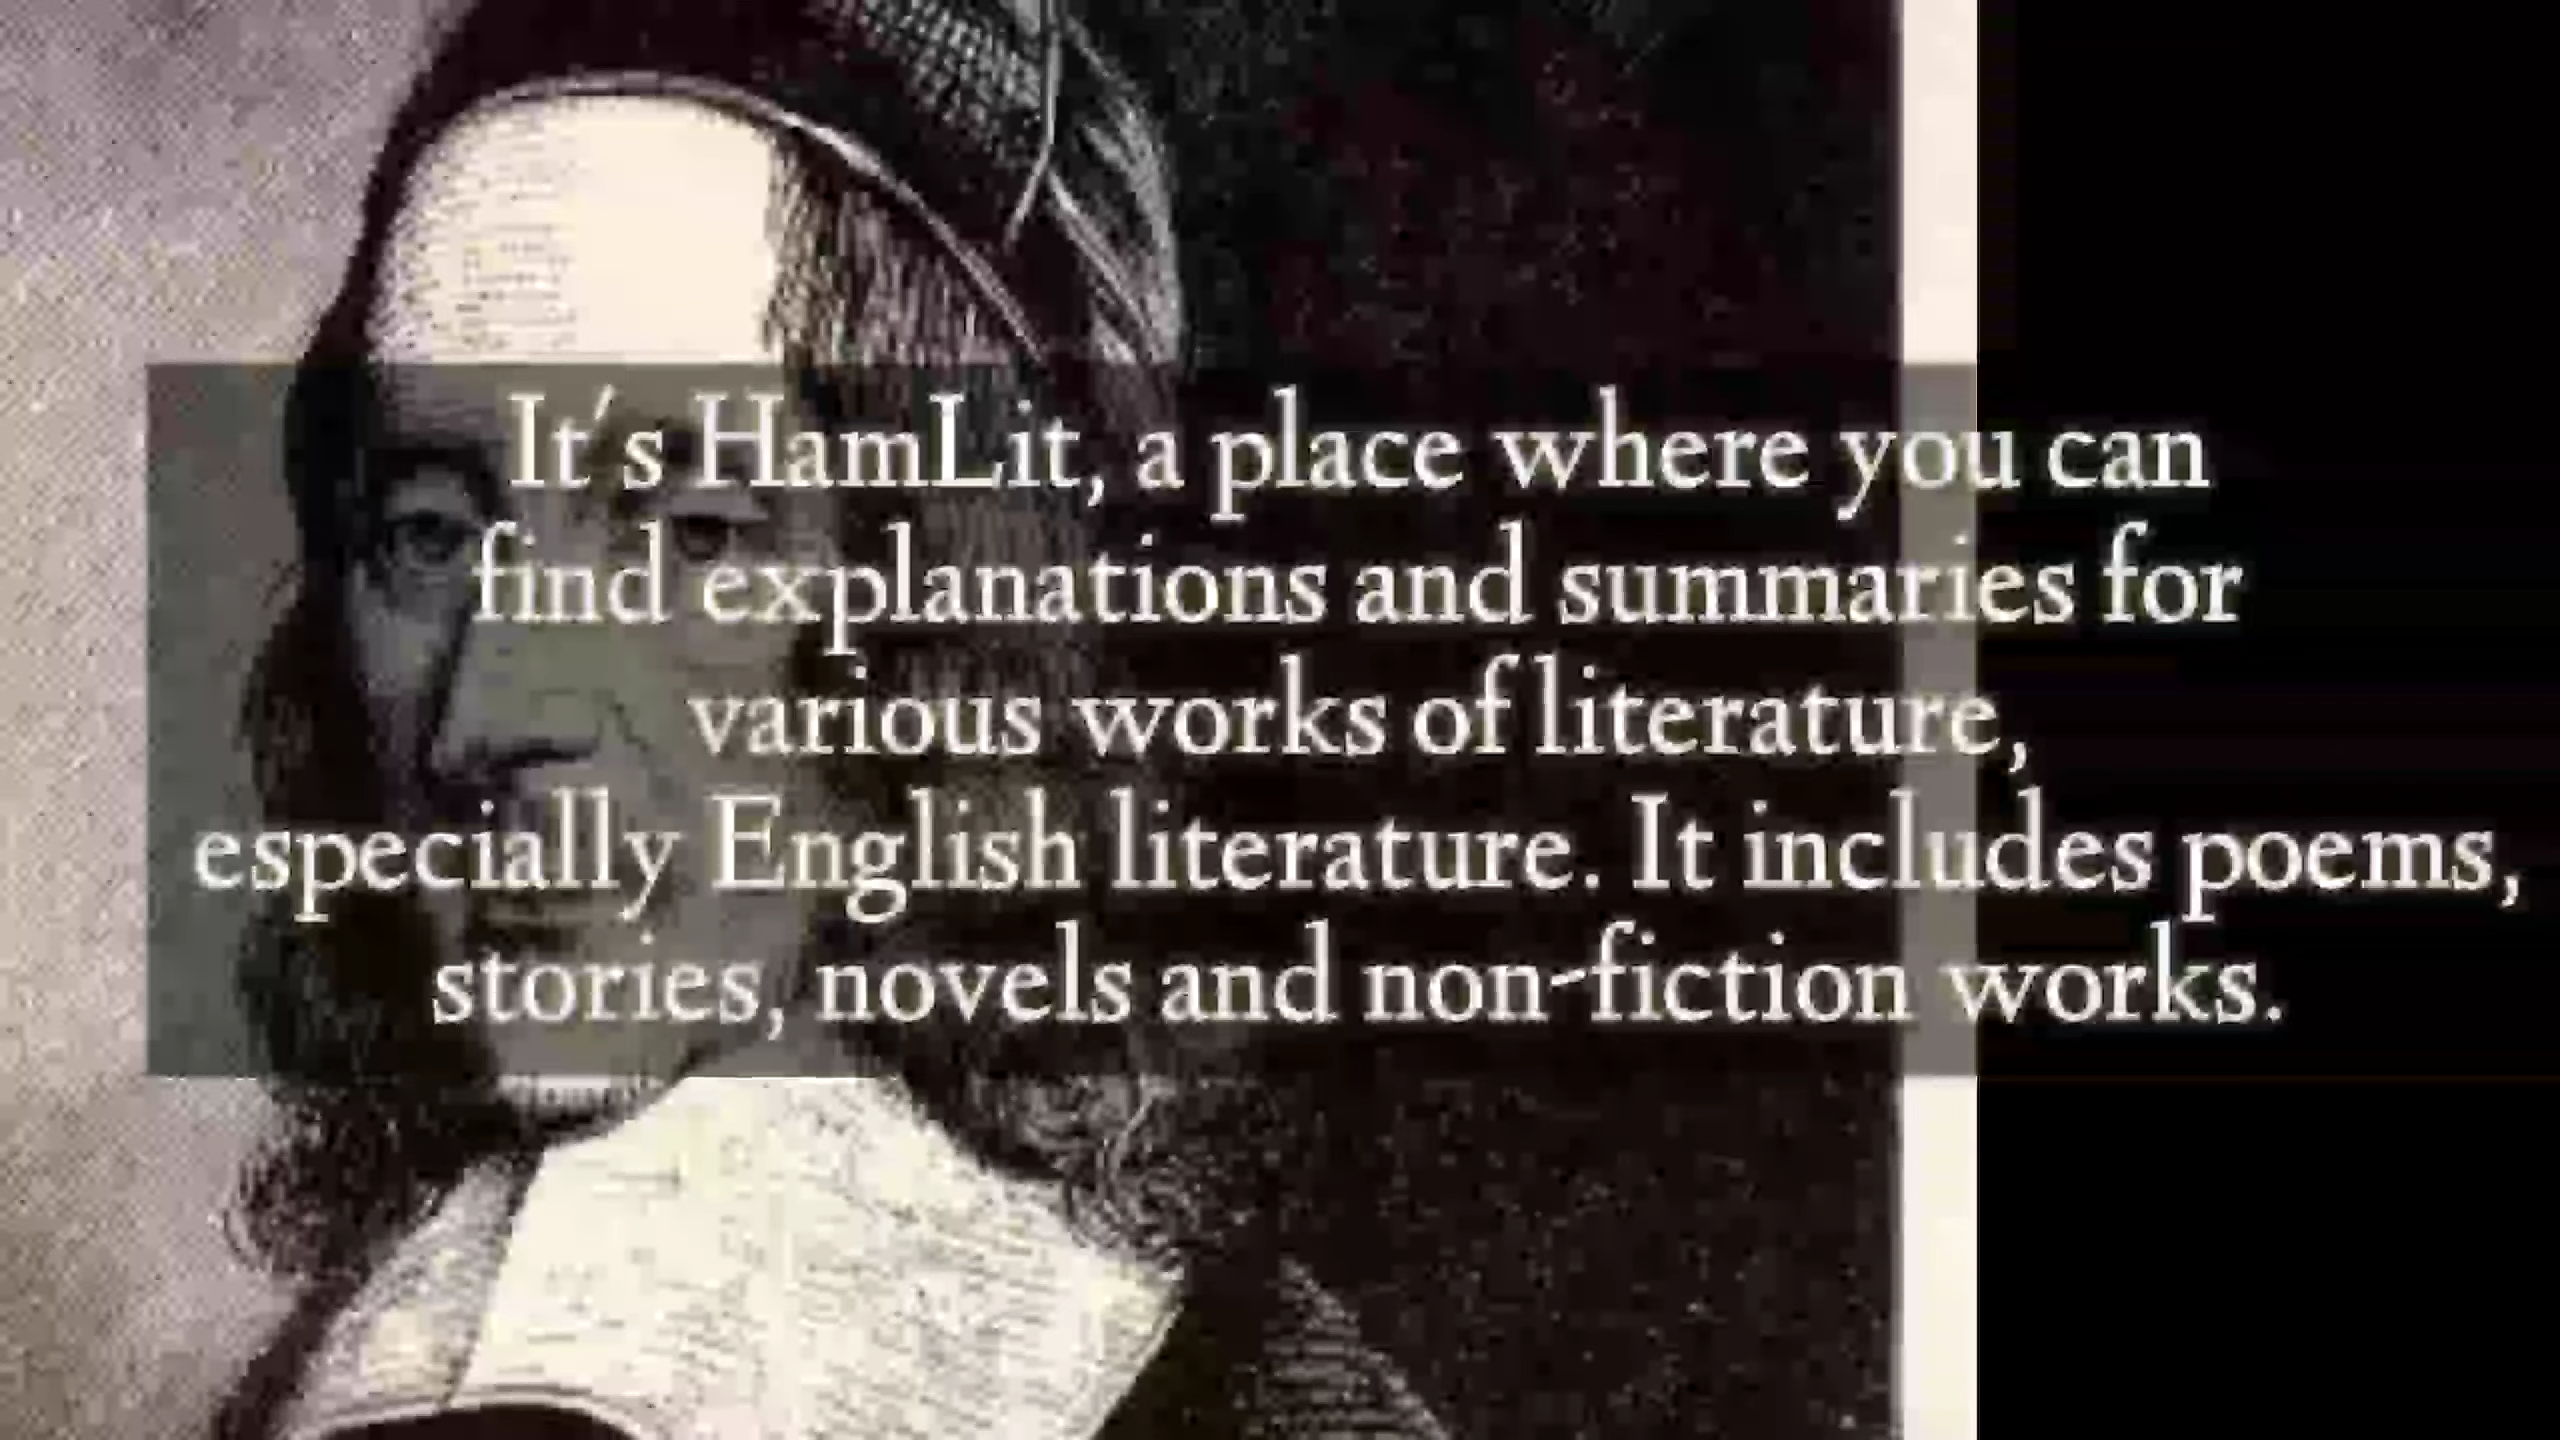 It's HamLit, a place where you can
find explanations and summaries for
various works of literature,
especially English literature. It includes poems,
stories, novels and non-fiction works.